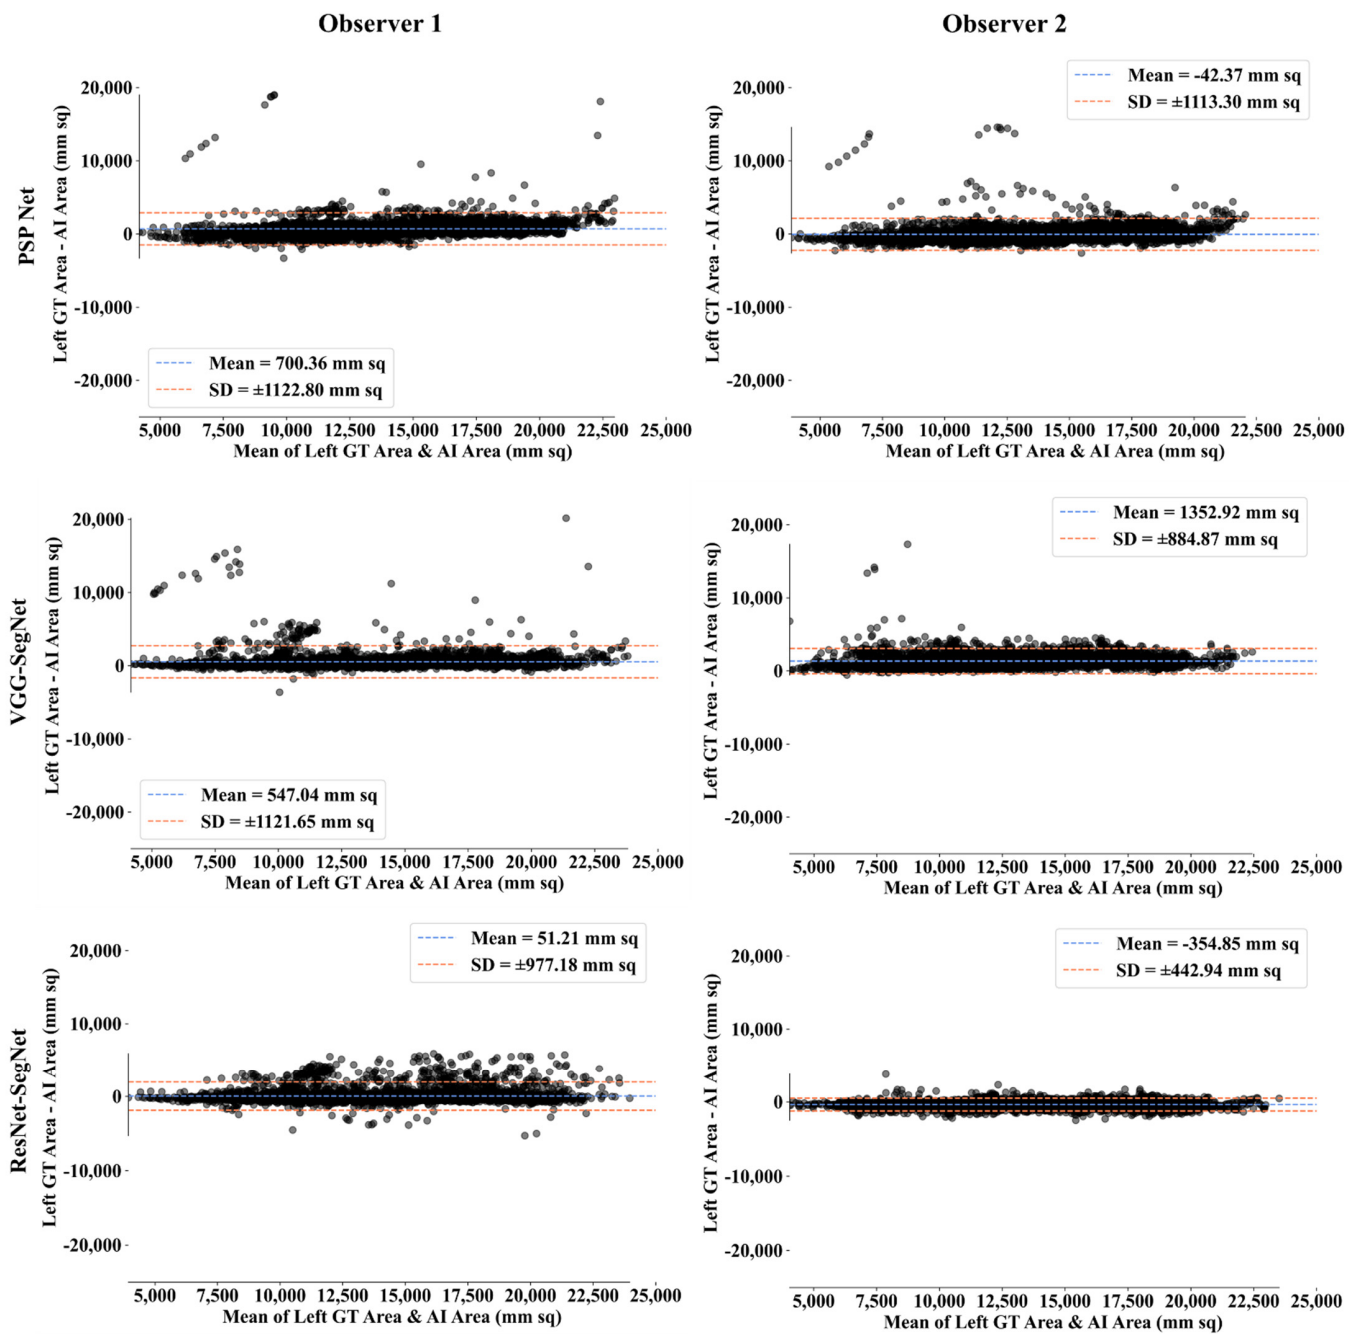 Observer 1
Observer 2
PSP Net
Left GT Area - AI Area (mm sq)
20,000
10,000
0
-10,000
-20,000
Mean = 700.36 mm sq
SD = ±1122.80 mm sq
5,000 7,500 10,000 12,500 15,000 17,500 20,000 22,500 25,000
Mean of Left GT Area & AI Area (mm sq)
Left GT Area - AI Area (mm sq)
20,000
10,000
0
-10,000
-20,000
Mean = -42.37 mm sq
SD = ±1113.30 mm sq
5,000 7,500 10,000 12,500 15,000 17,500 20,000 22,500 25,000
Mean of Left GT Area & AI Area (mm sq)
VGG-SegNet
Left GT Area - AI Area (mm sq)
20,000
10,000
0
-10,000
-20,000
Mean = 547.04 mm sq
SD = ±1121.65 mm sq
5,000 7,500 10,000 12,500 15,000 17,500 20,000 22,500 25,000
Mean of Left GT Area & AI Area (mm sq)
Left GT Area - AI Area (mm sq)
20,000
10,000
0
-10,000
-20,000
Mean = 1352.92 mm sq
SD = ±884.87 mm sq
5,000 7,500 10,000 12,500 15,000 17,500 20,000 22,500 25,000
Mean of Left GT Area & AI Area (mm sq)
ResNet-SegNet
Left GT Area - AI Area (mm sq)
20,000
10,000
0
-10,000
-20,000
Mean = 51.21 mm sq
SD = ±977.18 mm sq
5,000 7,500 10,000 12,500 15,000 17,500 20,000 22,500 25,000
Mean of Left GT Area & AI Area (mm sq)
Left GT Area - AI Area (mm sq)
20,000
10,000
0
-10,000
-20,000
Mean = -354.85 mm sq
SD = ±442.94 mm sq
5,000 7,500 10,000 12,500 15,000 17,500 20,000 22,500 25,000
Mean of Left GT Area & AI Area (mm sq)